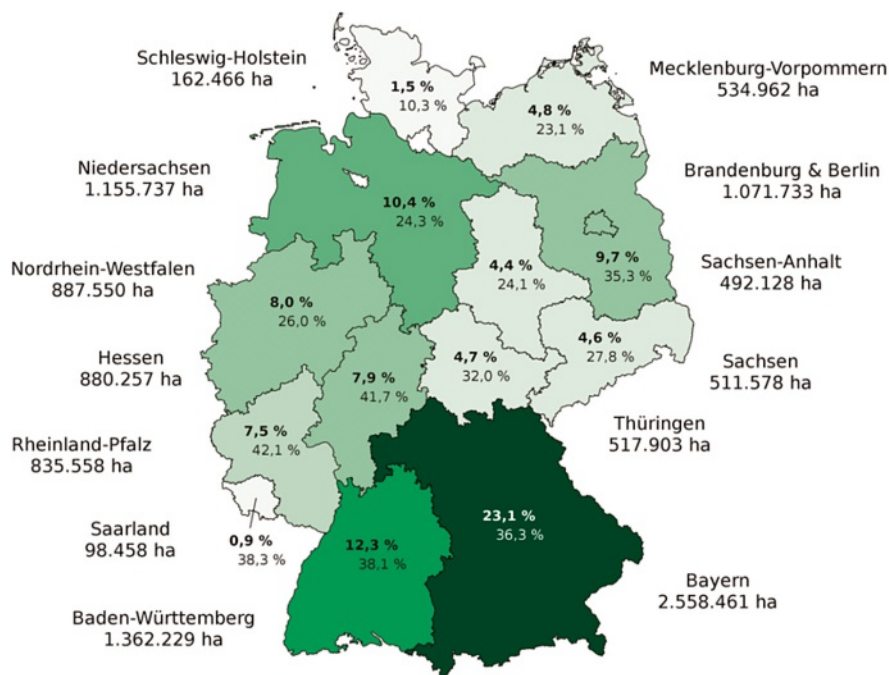 Schleswig-Holstein
162.466 ha
1,5 %
10,3 %
Mecklenburg-Vorpommern
534.962 ha
4,8 %
23,1 %
Niedersachsen
1.155.737 ha
10,4 %
24,3 %
Brandenburg & Berlin
1.071.733 ha
9,7 %
35,3 %
Nordrhein-Westfalen
887.550 ha
8,0 %
26,0 %
4,4 %
24,1 %
Sachsen-Anhalt
492.128 ha
Hessen
880.257 ha
7,9 %
41,7 %
4,7 %
32,0 %
4,6 %
27,8 %
Sachsen
511.578 ha
Rheinland-Pfalz
835.558 ha
7,5 %
42,1 %
Thüringen
517.903 ha
Saarland
98.458 ha
0,9 %
38,3 %
12,3 %
38,1 %
23,1 %
36,3 %
Baden-Württemberg
1.362.229 ha
Bayern
2.558.461 ha